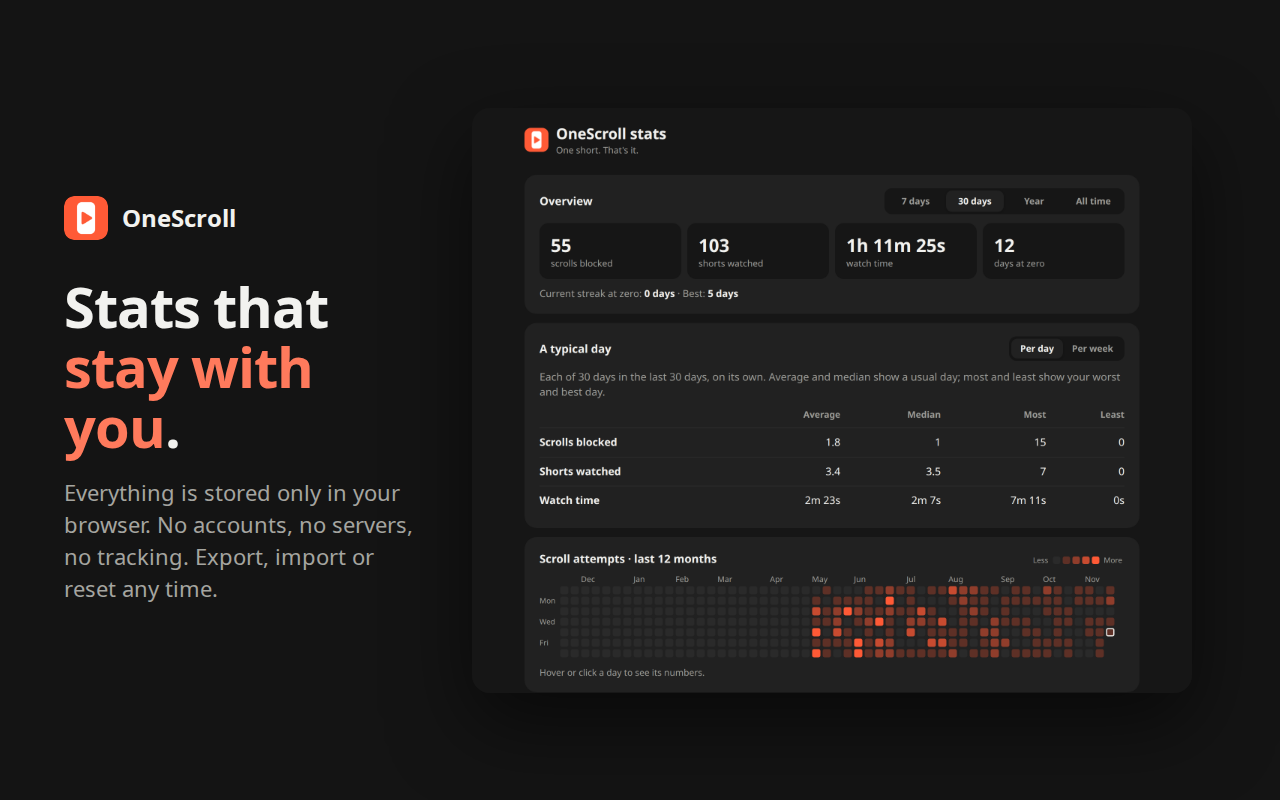 OneScroll
Stats that
stay with
you.
Everything is stored only in your
browser. No accounts, no servers,
no tracking. Export, import or
reset any time.
OneScroll stats
One short. That's it.
Overview
7 days 30 days Year All time
55 103 1h 11m 25s 12
scrolls blocked shorts watched watch time days at zero
Current streak at zero: 0 days · Best: 5 days
A typical day
Per day Per week
Each of 30 days in the last 30 days, on its own. Average and median show a usual day; most and least show your worst
and best day.
Average Median Most Least
Scrolls blocked 1.8 1 15 0
Shorts watched 3.4 3.5 7 0
Watch time 2m 23s 2m 7s 7m 11s 0s
Scroll attempts · last 12 months
Less More
Dec Jan Feb Mar Apr May Jun Jul Aug Sep Oct Nov
Mon
Wed
Fri
Hover or click a day to see its numbers.